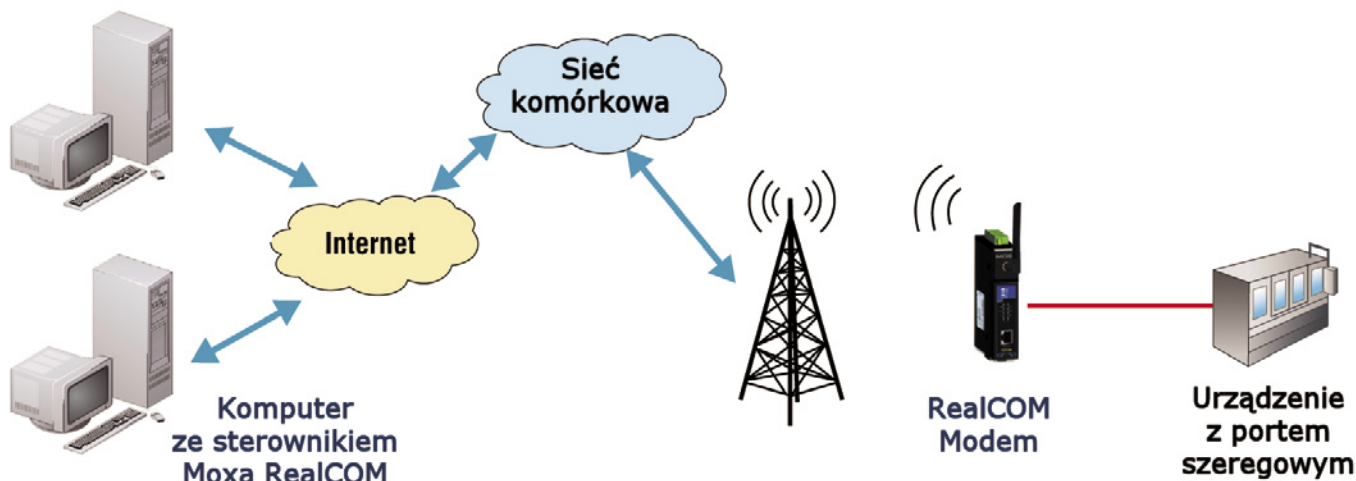 Sieć
komórkowa
Internet
Komputer
ze sterownikiem
Moxa RealCOM
RealCOM
Modem
Urządzenie
z portem
szeregowym